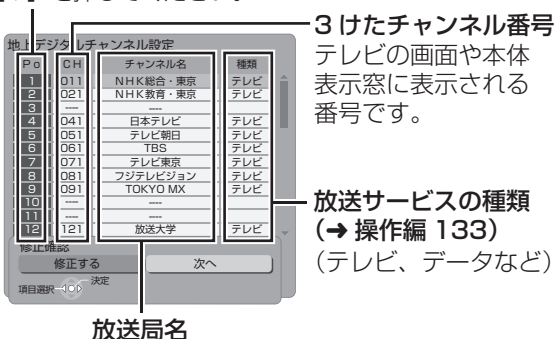 を押してください。
3けたチャンネル番号
テレビの画面や本体
表示窓に表示される
番号です。
地上デジタルチャンネル設定
Po CH チャンネル名 種類
1 011 NHK総合・東京 テレビ
2 021 NHK教育・東京 テレビ
3 ---- ----
4 041 日本テレビ テレビ
5 051 テレビ朝日 テレビ
6 061 TBS テレビ
7 071 テレビ東京 テレビ
8 081 フジテレビジョン テレビ
9 091 TOKYO MX テレビ
10 ---- ----
11 ---- ----
12 121 放送大学 テレビ
修正確認
修正する 次へ
項目選択 決定
放送サービスの種類
(➜ 操作編 133)
(テレビ、データなど)
放送局名